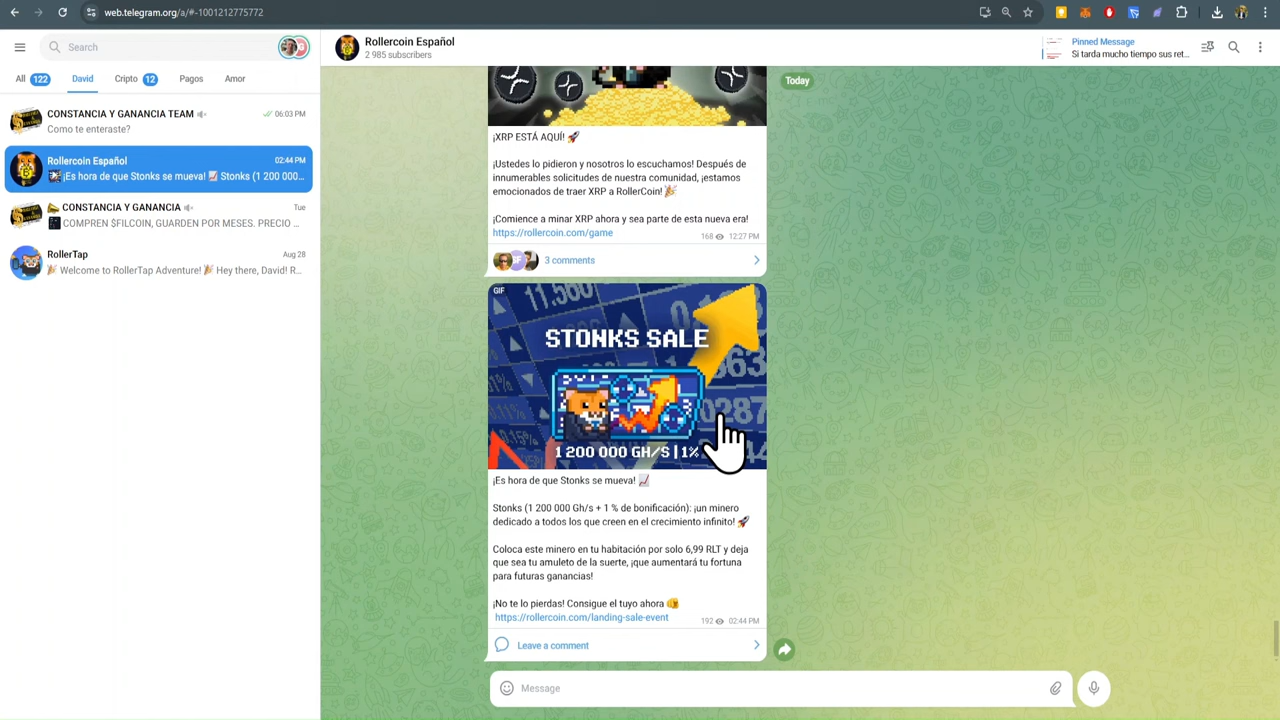 web.telegram.org/a/#-1001212775772
Search
All 122
David
Cripto 12
Pagos
Amor
CONSTANCIA Y GANANCIA TEAM
06:03 PM
Como te enteraste?
Rollercoin Español
02:44 PM
¡Es hora de que Stonks se mueva! 📈 Stonks (1 200 000...
CONSTANCIA Y GANANCIA
Tue
COMPREN $FILCOIN, GUARDEN POR MESES. PRECIO ...
RollerTap
Aug 28
🎉 Welcome to RollerTap Adventure! 🎉 Hey there, David! R...
Rollercoin Español
2 985 subscribers
Pinned Message
Si tarda mucho tiempo sus ret...
Today
¡XRP ESTÁ AQUÍ! 🚀
¡Ustedes lo pidieron y nosotros lo escuchamos! Después de
innumerables solicitudes de nuestra comunidad, ¡estamos
emocionados de traer XRP a RollerCoin! 🎉
¡Comience a minar XRP ahora y sea parte de esta nueva era!
https://rollercoin.com/game
168 12:27 PM
3 comments
GIF
11.560
STONKS SALE
1 200 000 GH/S | 1%
¡Es hora de que Stonks se mueva! 📈
Stonks (1 200 000 Gh/s + 1 % de bonificación): ¡un minero
dedicado a todos los que creen en el crecimiento infinito! 🚀
Coloca este minero en tu habitación por solo 6,99 RLT y deja
que sea tu amuleto de la suerte, ¡que aumentará tu fortuna
para futuras ganancias!
¡No te lo pierdas! Consigue el tuyo ahora 🤜
https://rollercoin.com/landing-sale-event
192 02:44 PM
Leave a comment
Message